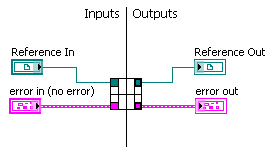 Inputs Outputs
Reference In Reference Out
error in (no error) error out